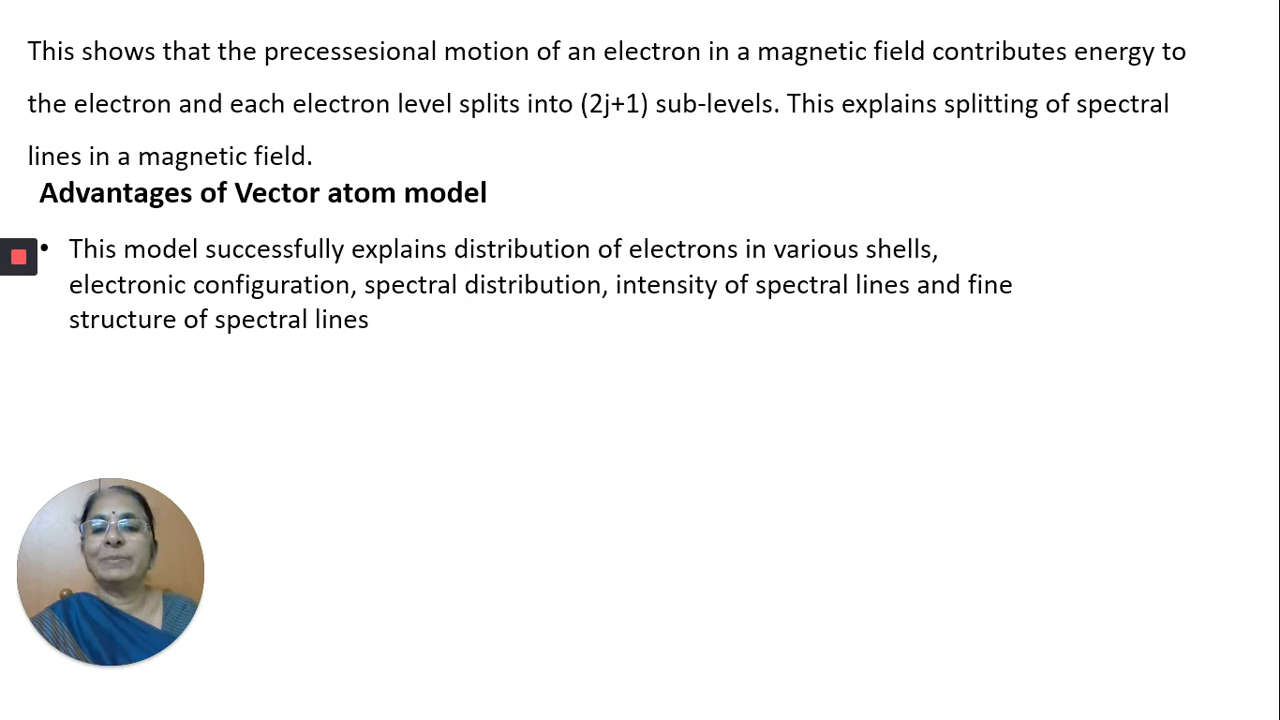 This shows that the precessesional motion of an electron in a magnetic field contributes energy to
the electron and each electron level splits into (2j+1) sub-levels. This explains splitting of spectral
lines in a magnetic field.
Advantages of Vector atom model
• This model successfully explains distribution of electrons in various shells,
electronic configuration, spectral distribution, intensity of spectral lines and fine
structure of spectral lines